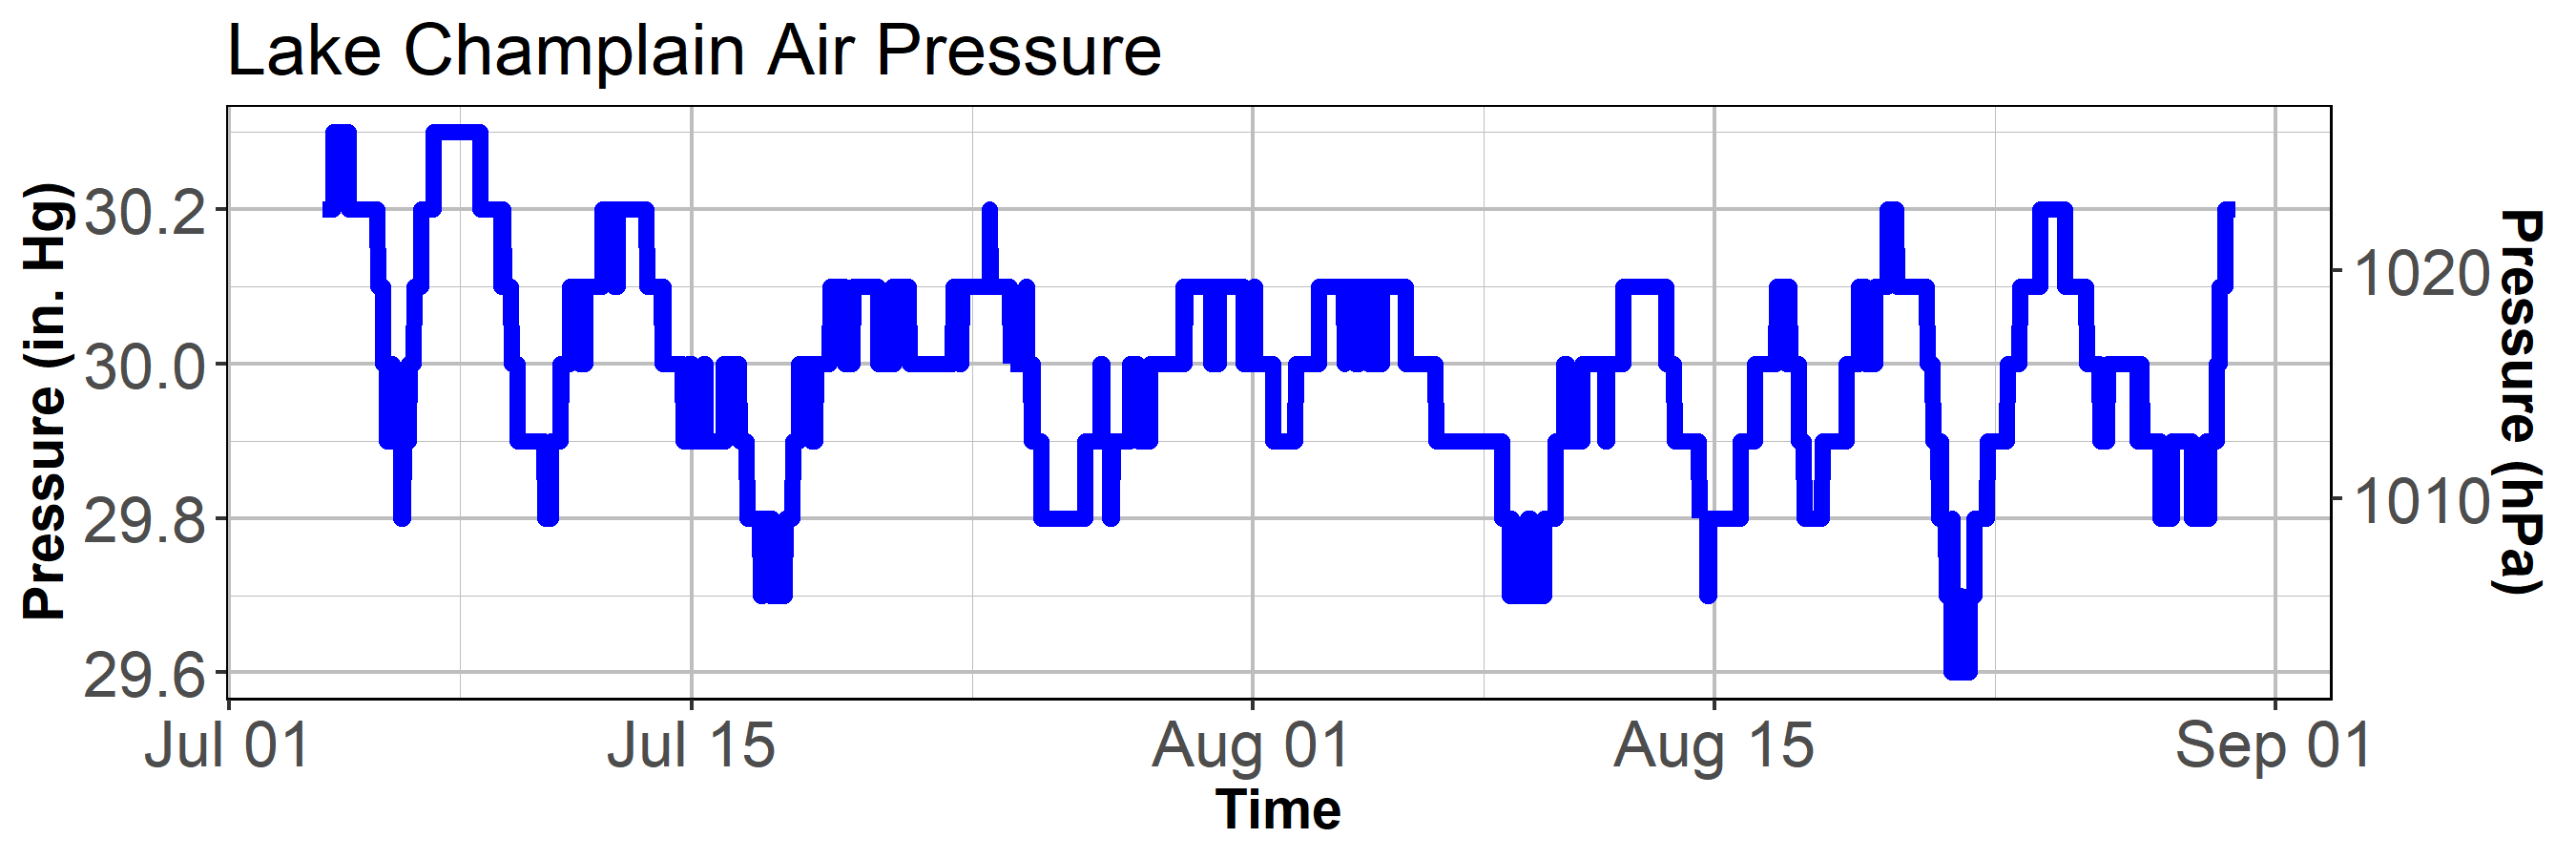 Lake Champlain Air Pressure
Pressure (in. Hg)
30.2
30.0
29.8
29.6
1020
1010
Pressure (hPa)
Jul 01
Jul 15
Aug 01
Aug 15
Sep 01
Time